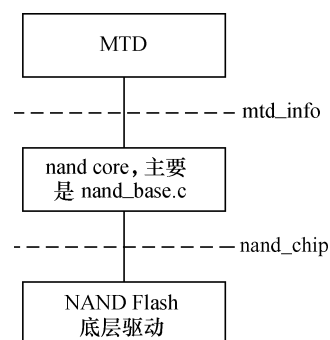 MTD
mtd_info
nand core，主要
是 nand_base.c
nand_chip
NAND Flash
底层驱动